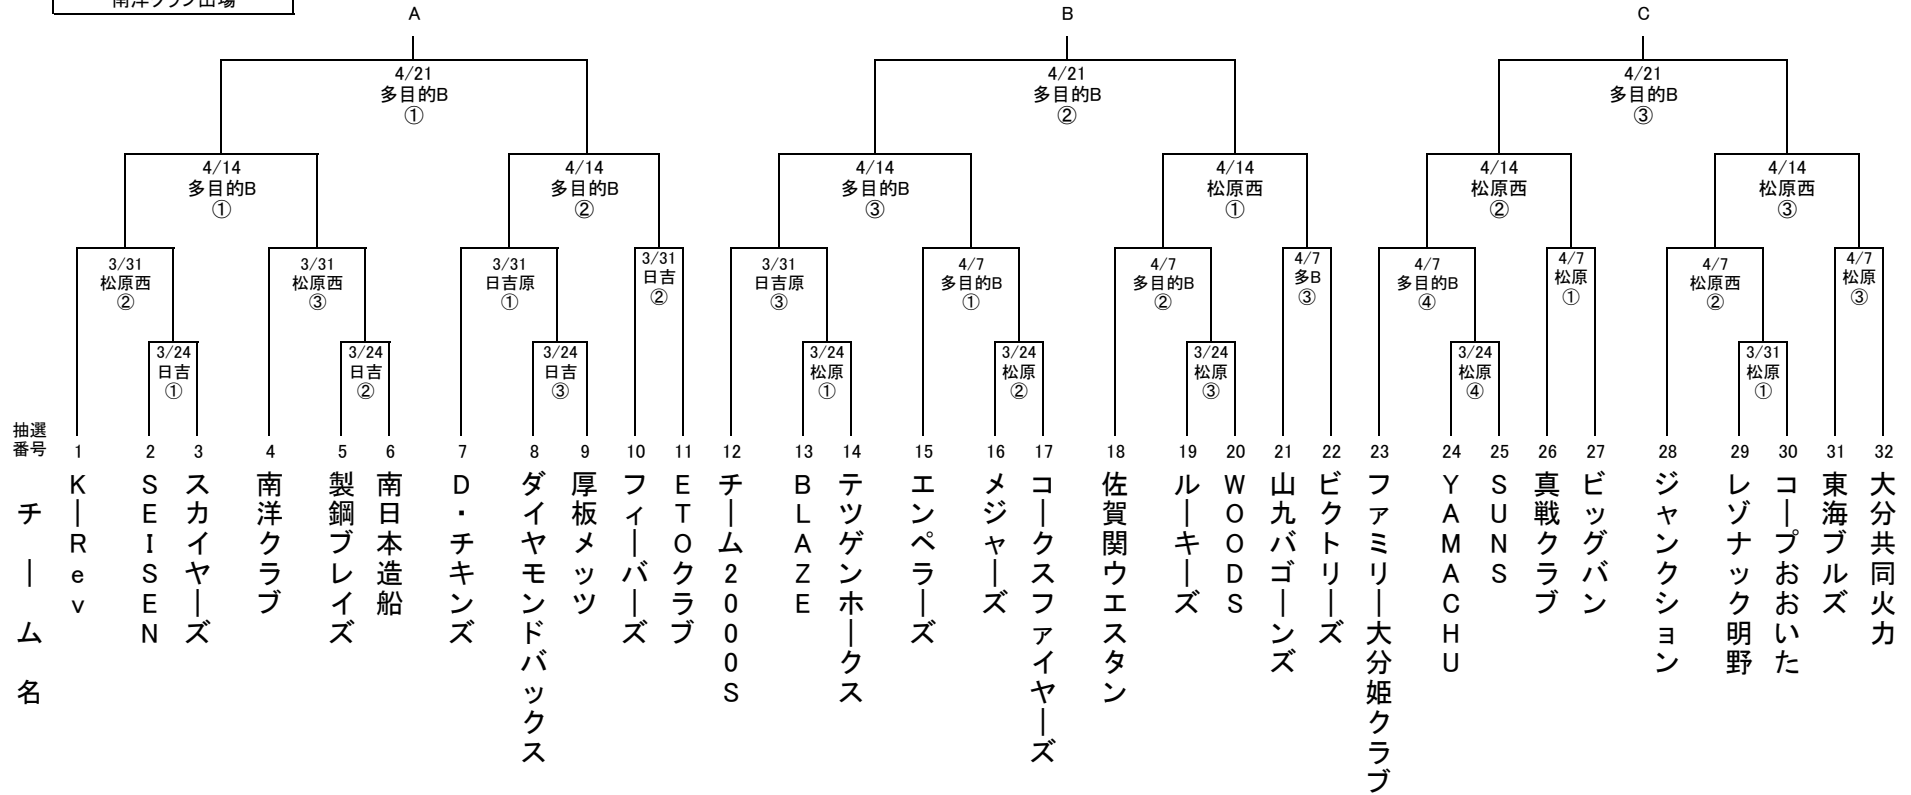 A
B
C
4/21
多目的B
①
4/21
多目的B
②
4/21
多目的B
③
4/14
多目的B
①
4/14
多目的B
②
4/14
多目的B
③
4/14
松原西
①
4/14
松原西
②
4/14
松原西
③
3/31
松原西
②
3/31
松原西
③
3/31
日吉原
①
3/31
日吉
②
3/31
日吉原
③
4/7
多目的B
①
4/7
多目的B
②
4/7
多B
③
4/7
多目的B
④
4/7
松原
①
4/7
松原西
②
4/7
松原
③
3/24
日吉
①
3/24
日吉
②
3/24
日吉
③
3/24
松原
①
3/24
松原
②
3/24
松原
③
3/24
松原
④
3/31
松原
①
抽選
番号
1 2 3 4 5 6 7 8 9 10 11 12 13 14 15 16 17 18 19 20 21 22 23 24 25 26 27 28 29 30 31 32
チーム名
K―Rev
SEISEN
スカイヤーズ
南洋クラブ
製鋼ブレイズ
南日本造船
D・チキンズ
ダイヤモンドバックス
厚板メッツ
フィーバーズ
ETOクラブ
チーム2000S
BLAZE
テツゲンホークス
エンペラーズ
メジャーズ
コークスファイヤーズ
佐賀関ウエスタン
ルーキーズ
WOODS
山九バゴーンズ
ビクトリーズ
ファミリー大分姫クラブ
YAMACHU
SUNS
真戦クラブ
ビッグバン
ジャンクション
レゾナック明野
コープおおいた
東海ブルズ
大分共同火力